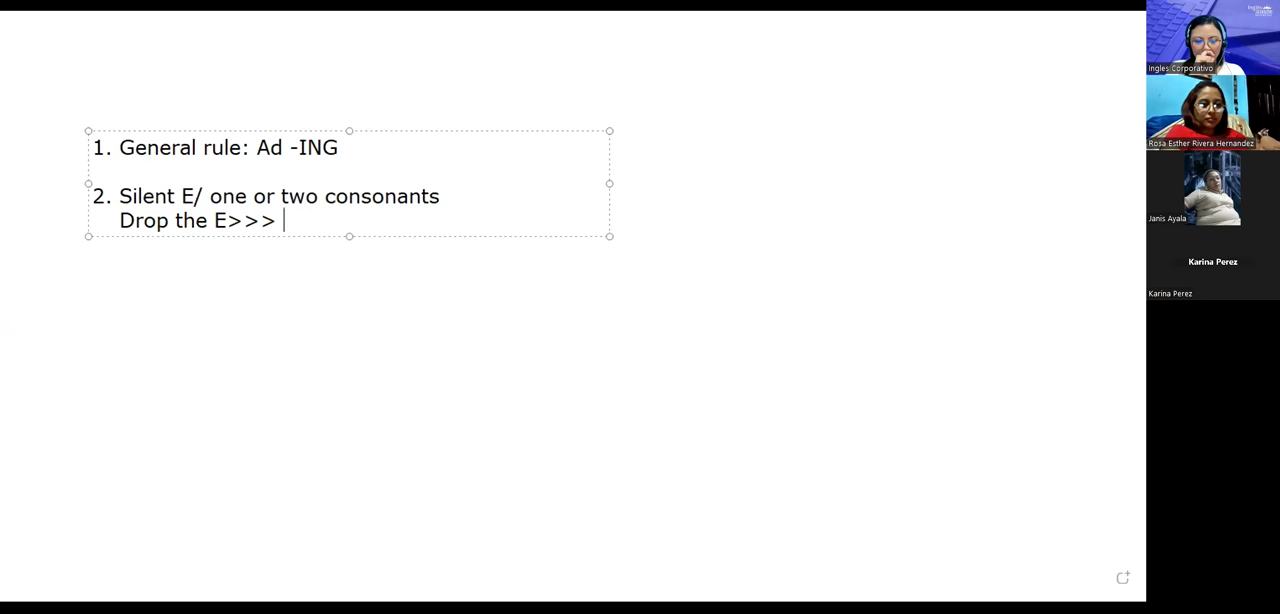 1. General rule: Ad -ING
2. Silent E/ one or two consonants
Drop the E>>>
Ingles Corporativo
Rosa Esther Rivera Hernandez
Janis Ayala
Karina Perez
Karina Perez